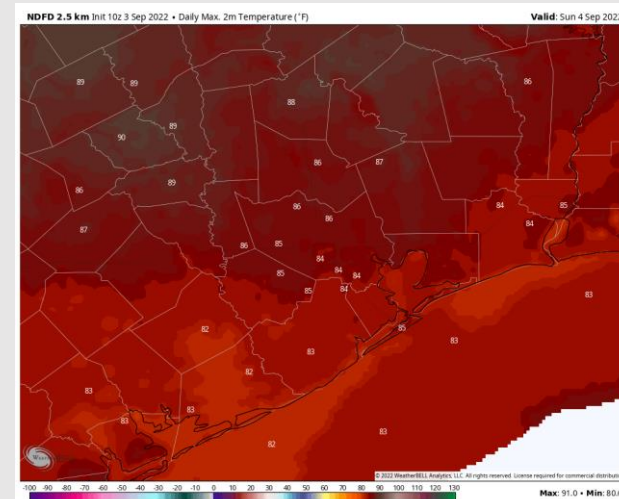 NDFD 2.5 km Init 10z 3 Sep 2022 • Daily Max. 2m Temperature (°F)
Valid: Sun 4 Sep 202
89 89 86
88
90 89
86 87
86 89
86 84 85
87 86 84
86 85 84
85 84 84
85 84 83
82 85
83 83
82
83 83
83 83
82
© 2022 WeatherBELL Analytics, LLC. All rights reserved. License required for commercial distributi
-100 -90 -80 -70 -60 -50 -40 -30 -20 -10 0 10 20 30 40 50 60 70 80 90 100 110 120 130
Max: 91.0 • Min: 80.